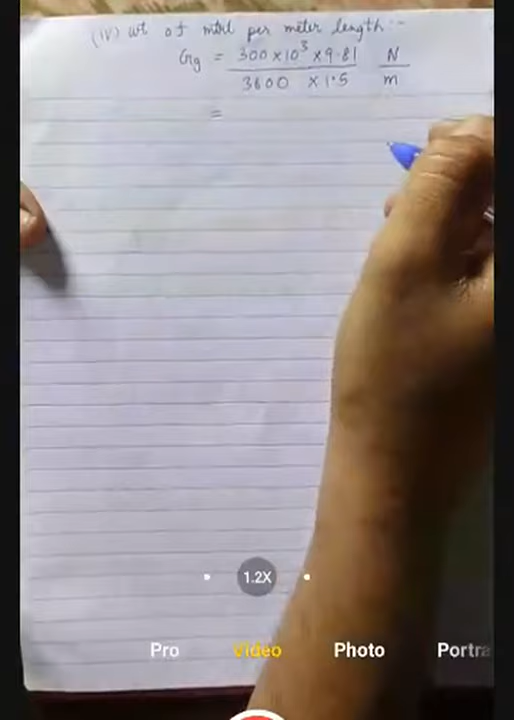 (IV) wt of mtrl per meter length:-
Gg = 300×10³×9.81 N
3600 ×1.5 m
=
1.2X
Pro Video Photo Portra